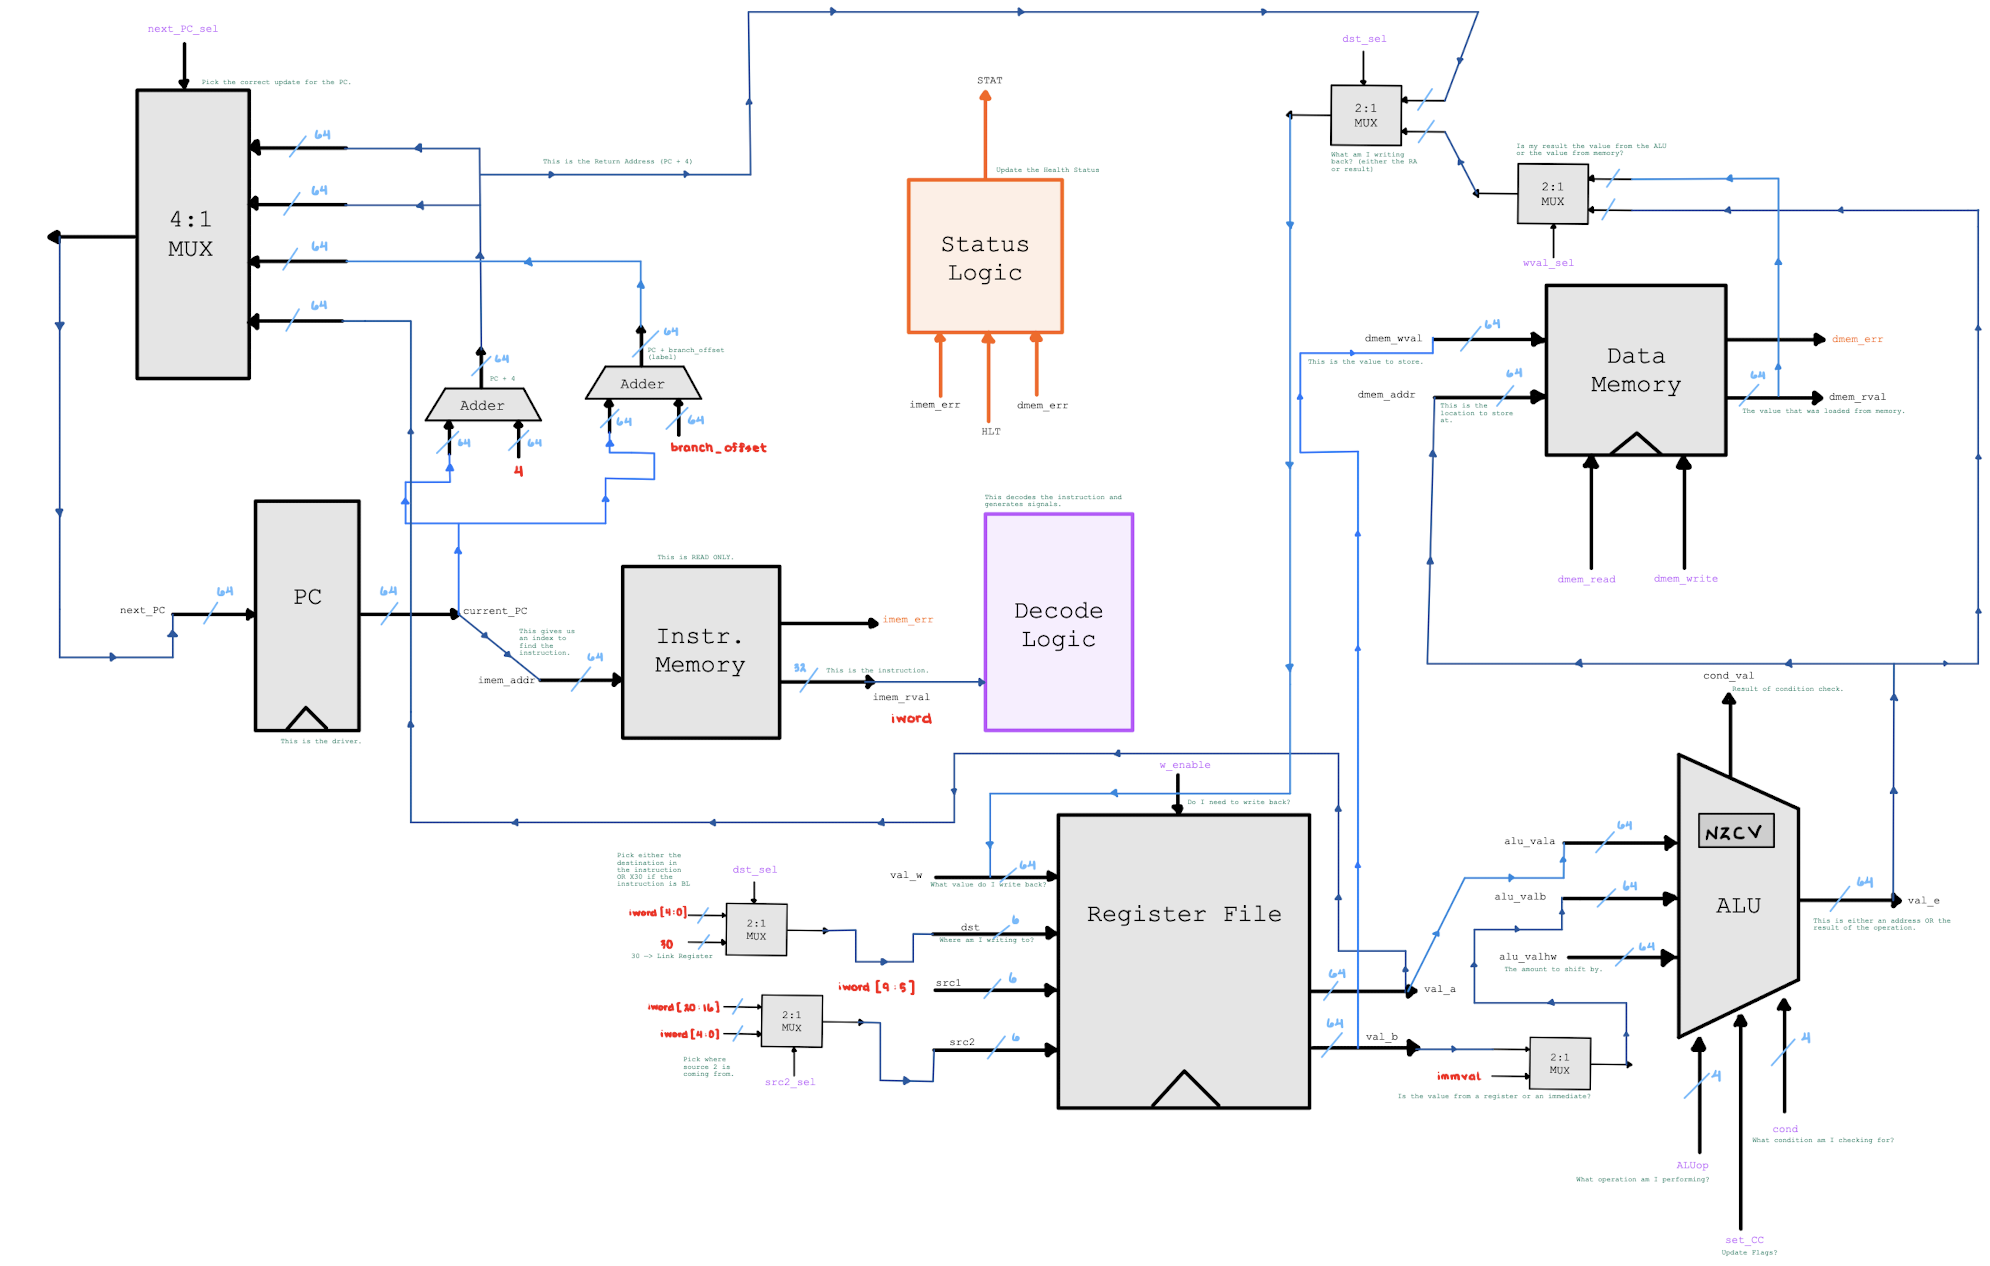 next_PC_sel
Pick the correct update for the PC.
4:1
MUX
64
64
64
64
This is the Return Address (PC + 4)
64
PC + 4
Adder
64
64
4
64
PC + branch_offset
(label)
Adder
64
64
branch_offset
STAT
Update the Health Status
Status
Logic
imem_err
HLT
dmem_err
dst_sel
2:1
MUX
What am I writing
back? (either the RA
or result)
Is my result the value from the ALU
or the value from memory?
2:1
MUX
wval_sel
dmem_wval
64
This is the value to store.
dmem_addr
64
This is the
location to store
at.
Data
Memory
dmem_err
64
dmem_rval
The value that was loaded from memory.
dmem_read
dmem_write
next_PC
64
PC
This is the driver.
64
current_PC
This gives us
an index to
find the
instruction.
imem_addr
64
This is READ ONLY.
Instr.
Memory
imem_err
32
This is the instruction.
imem_rval
iword
This decodes the instruction and
generates signals.
Decode
Logic
w_enable
Do I need to write back?
Register File
val_w
64
What value do I write back?
dst
6
Where am I writing to?
iword [9:5]
src1
6
src2
6
Pick either the
destination in
the instruction
OR X30 if the
instruction is BL
dst_sel
iword [4:0]
30
30 -> Link Register
2:1
MUX
iword [20:16]
iword [4:0]
2:1
MUX
Pick where
source 2 is
coming from.
src2_sel
64
val_a
64
val_b
immval
2:1
MUX
Is the value from a register or an immediate?
cond_val
Result of condition check.
NZCV
ALU
alu_vala
64
alu_valb
64
alu_valhw
64
The amount to shift by.
64
val_e
This is either an address OR the
result of the operation.
4
4
cond
What condition am I checking for?
ALUop
What operation am I performing?
set_CC
Update Flags?